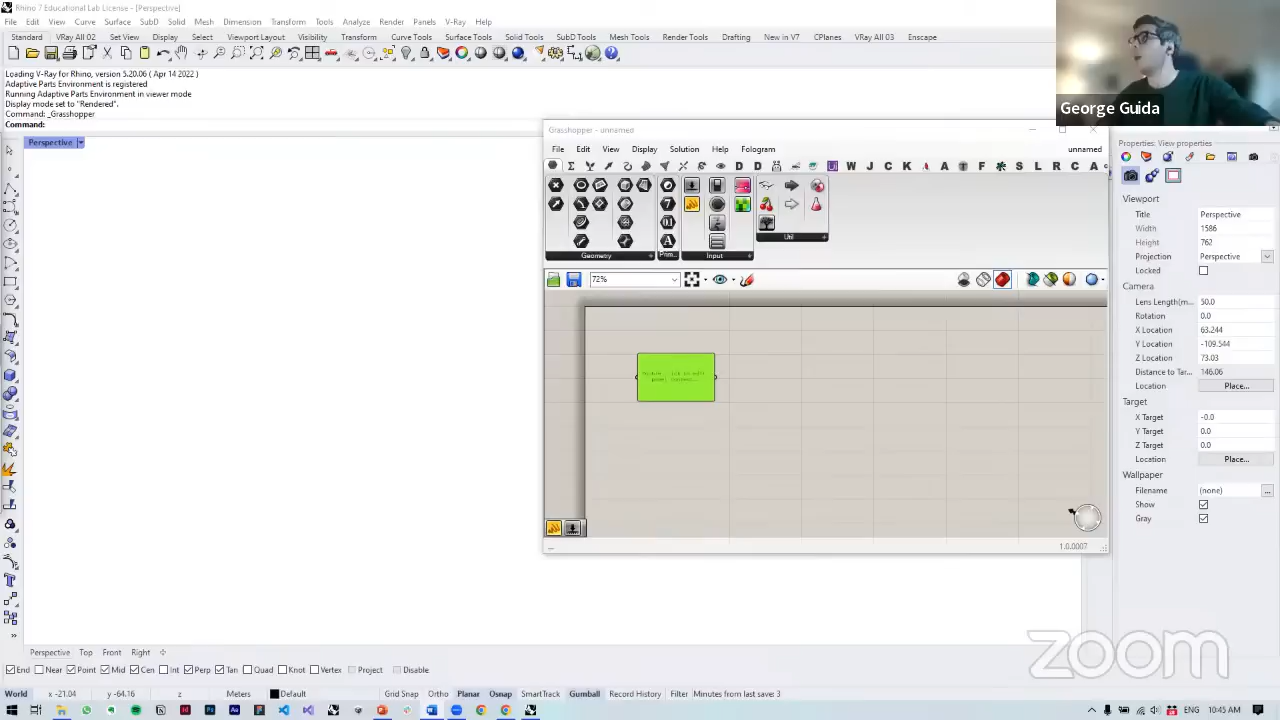 Rhino 7 Educational Lab License - [Perspective]
File Edit View Curve Surface SubD Solid Mesh Dimension Transform Tools Analyze Render Panels V-Ray Help
Standard VRay All 02 Set View Display Select Viewport Layout Visibility Transform Curve Tools Surface Tools Solid Tools SubD Tools Mesh Tools Render Tools Drafting New in V7 CPlanes VRay All 03 Enscape
Loading V-Ray for Rhino, version 5.20.06 ( Apr 14 2022 )
Adaptive Parts Environment is registered
Running Adaptive Parts Environment in viewer mode
Display mode set to "Rendered".
Command: _Grasshopper
Command:
George Guida
Perspective
Grasshopper - unnamed
File Edit View Display Solution Help Fologram unnamed
D D W J C K A T F S L R C A
Geometry Prim... Input Util
72%
1.0.0007
Properties: View properties
Viewport
Title Perspective
Width 1586
Height 762
Projection Perspective
Locked
Camera
Lens Length(m... 50.0
Rotation 0.0
X Location 63.244
Y Location -109.544
Z Location 73.03
Distance to Tar... 146.06
Location Place...
Target
X Target -0.0
Y Target 0.0
Z Target 0.0
Location Place...
Wallpaper
Filename (none) ...
Show
Gray
zoom
Perspective Top Front Right
End Near Point Mid Cen Int Perp Tan Quad Knot Vertex Project Disable
World x -21.04 y -64.16 z Meters Default Grid Snap Ortho Planar Osnap SmartTrack Gumball Record History Filter Minutes from last save: 3
10:45 AM